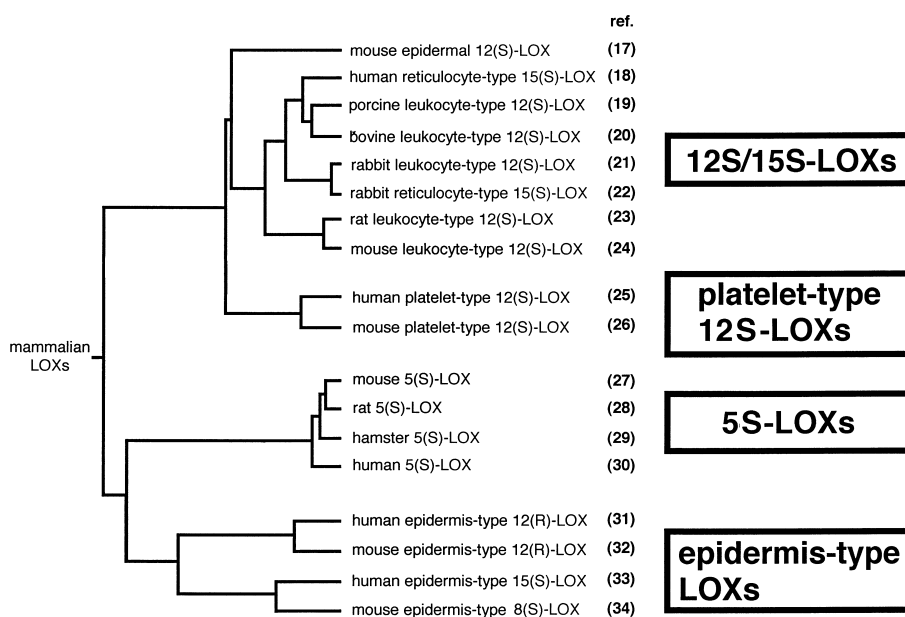 ref.
mouse epidermal 12(S)-LOX (17)
human reticulocyte-type 15(S)-LOX (18)
porcine leukocyte-type 12(S)-LOX (19)
bovine leukocyte-type 12(S)-LOX (20)
rabbit leukocyte-type 12(S)-LOX (21)
rabbit reticulocyte-type 15(S)-LOX (22)
rat leukocyte-type 12(S)-LOX (23)
mouse leukocyte-type 12(S)-LOX (24)
12S/15S-LOXs
human platelet-type 12(S)-LOX (25)
mouse platelet-type 12(S)-LOX (26)
platelet-type
12S-LOXs
mammalian
LOXs
mouse 5(S)-LOX (27)
rat 5(S)-LOX (28)
hamster 5(S)-LOX (29)
human 5(S)-LOX (30)
5S-LOXs
human epidermis-type 12(R)-LOX (31)
mouse epidermis-type 12(R)-LOX (32)
human epidermis-type 15(S)-LOX (33)
mouse epidermis-type 8(S)-LOX (34)
epidermis-type
LOXs